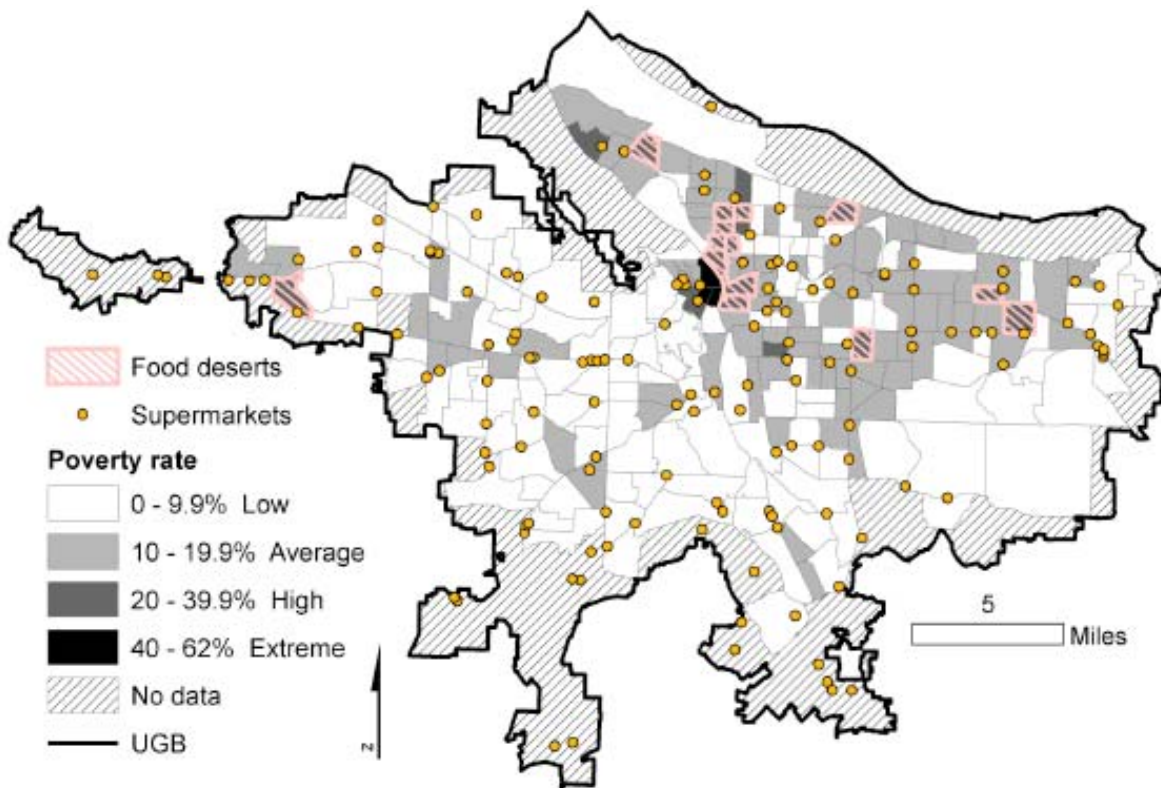 Food deserts
Supermarkets
Poverty rate
0 - 9.9% Low
10 - 19.9% Average
20 - 39.9% High
40 - 62% Extreme
No data
UGB
N
5
Miles